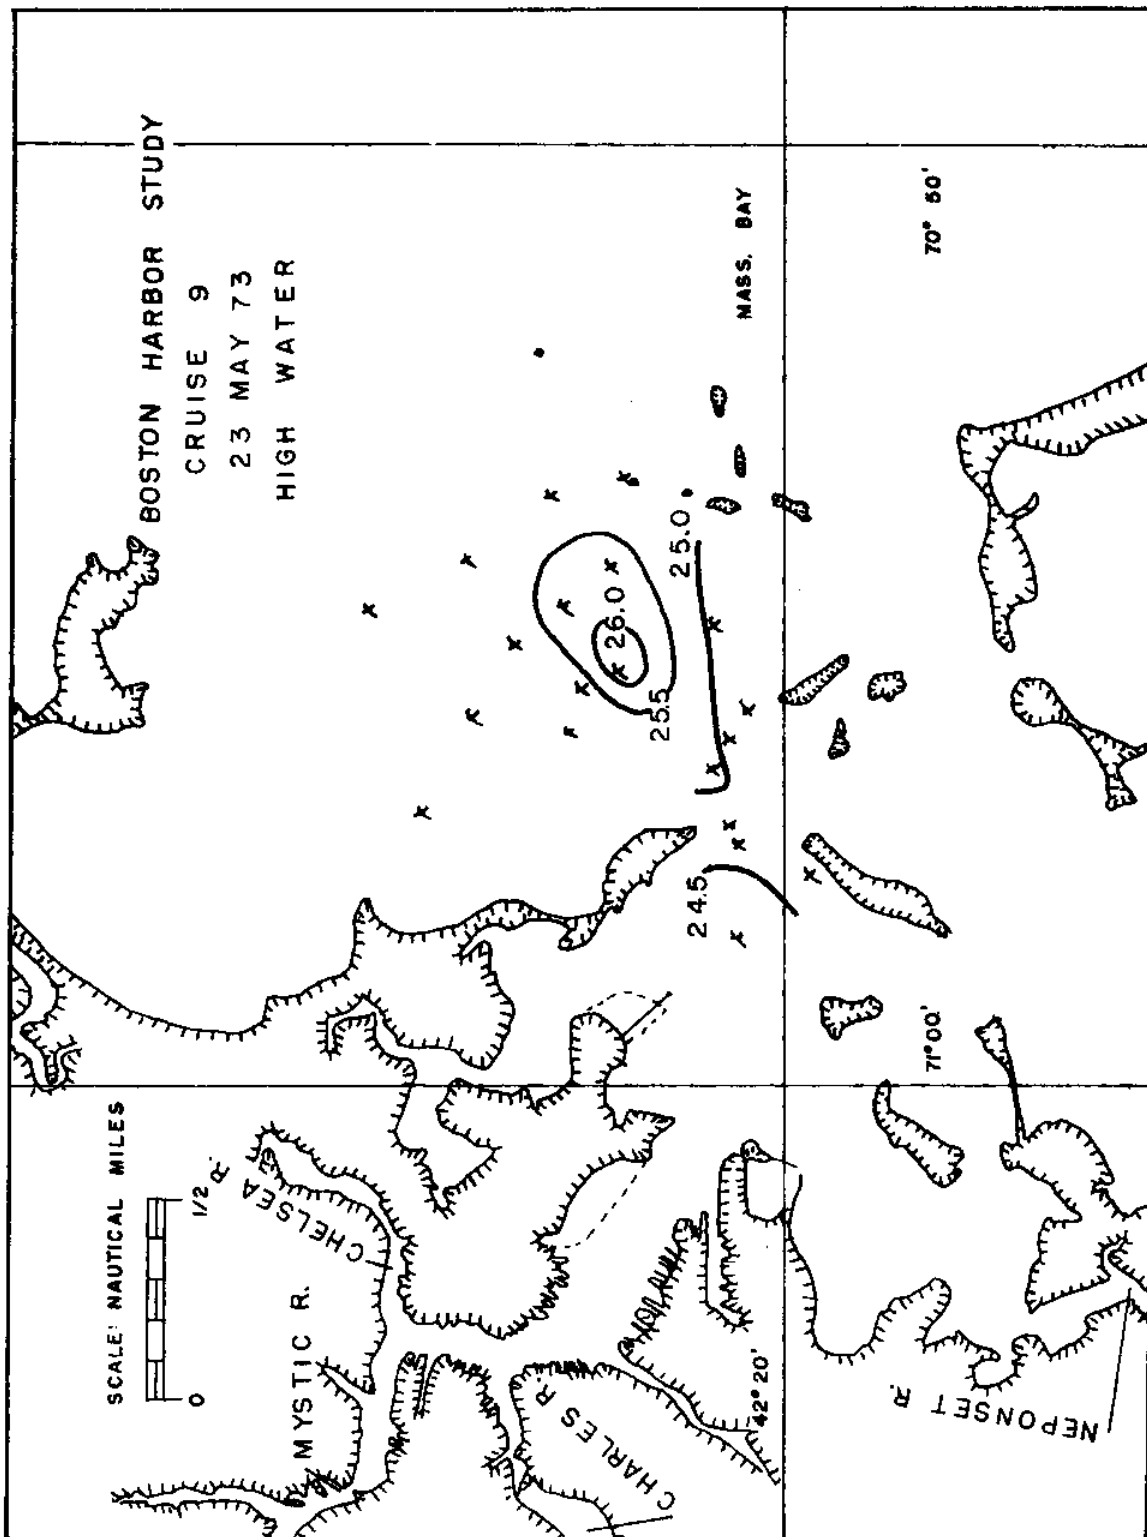 BOSTON HARBOR STUDY
CRUISE 9
23 MAY 73
HIGH WATER
SCALE: NAUTICAL MILES
0
1/2
MYSTIC R.
CHELSEA R.
CHARLES R.
NEPONSET R.
MASS. BAY
42° 20'
71° 00'
70° 50'
24.5
25.0
25.5
26.0